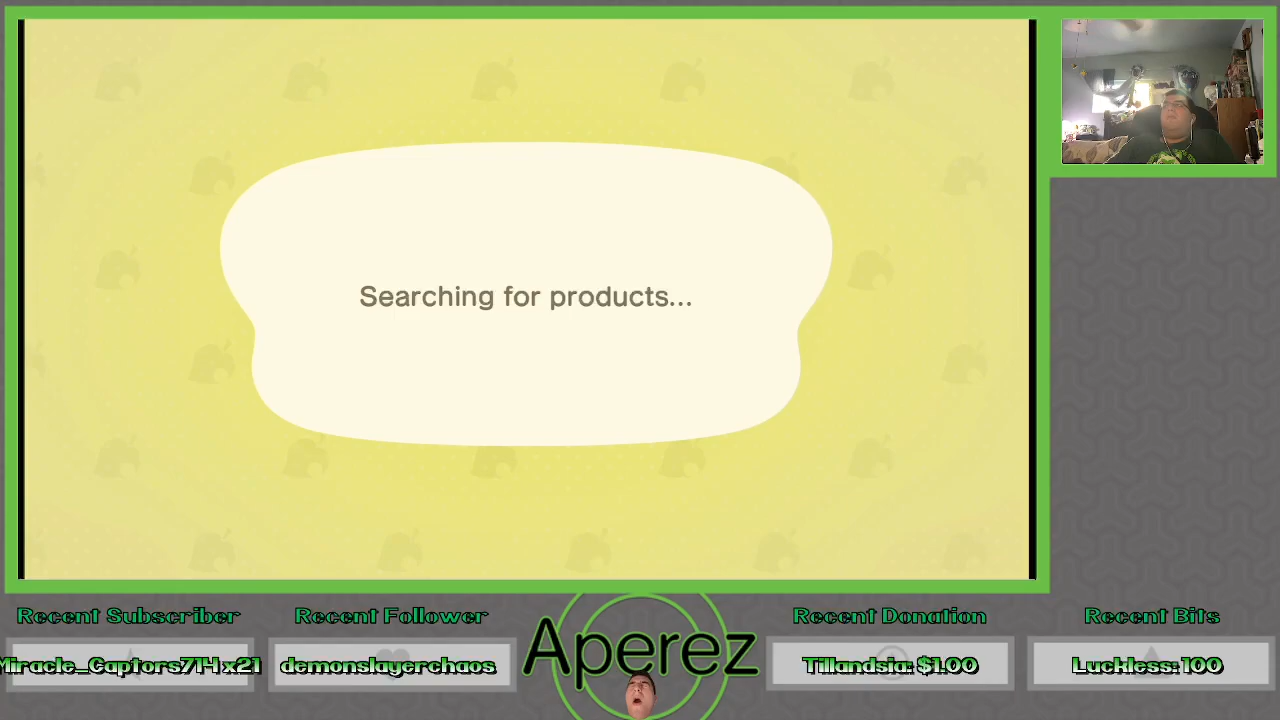 Searching for products...
Recent Subscriber
Recent Follower
Recent Donation
Recent Bits
Miracle_Captors714 x21
demonslayerchaos
Aperez
Tillandsia: $1.00
Luckless: 100